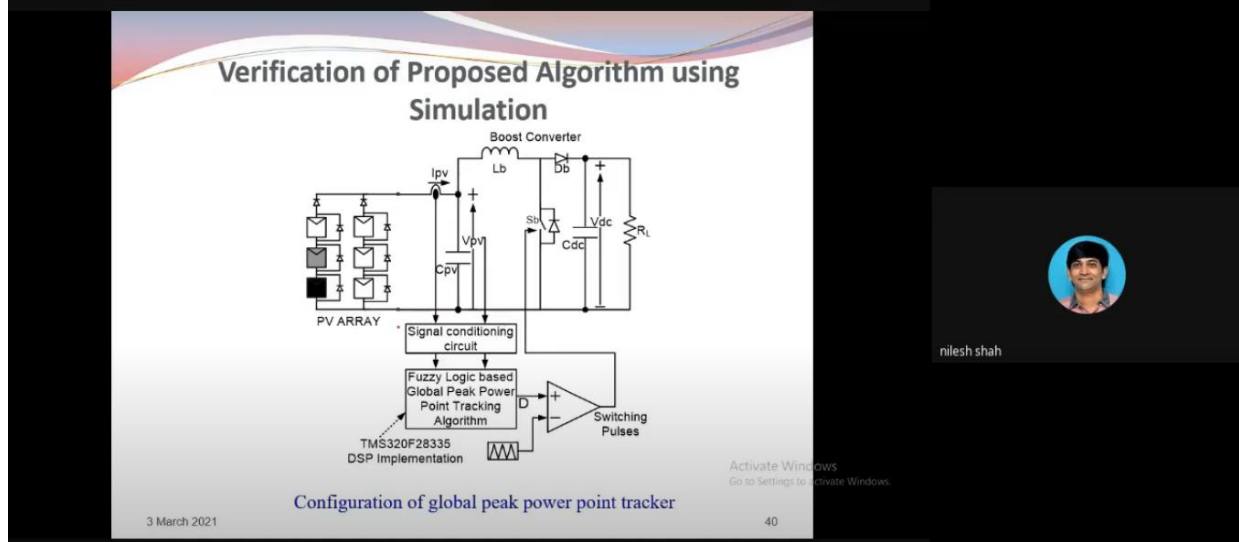 Verification of Proposed Algorithm using
Simulation
Boost Converter
Ipv
Lb
Db
+
+
Sb
Vdc
Vpv
RL
Cdc
Cpv
−
PV ARRAY
Signal conditioning
circuit
Fuzzy Logic based
Global Peak Power
Point Tracking
Algorithm
D
+
−
Switching
Pulses
TMS320F28335
DSP Implementation
Configuration of global peak power point tracker
3 March 2021
40
Activate Windows
Go to Settings to activate Windows.
nilesh shah